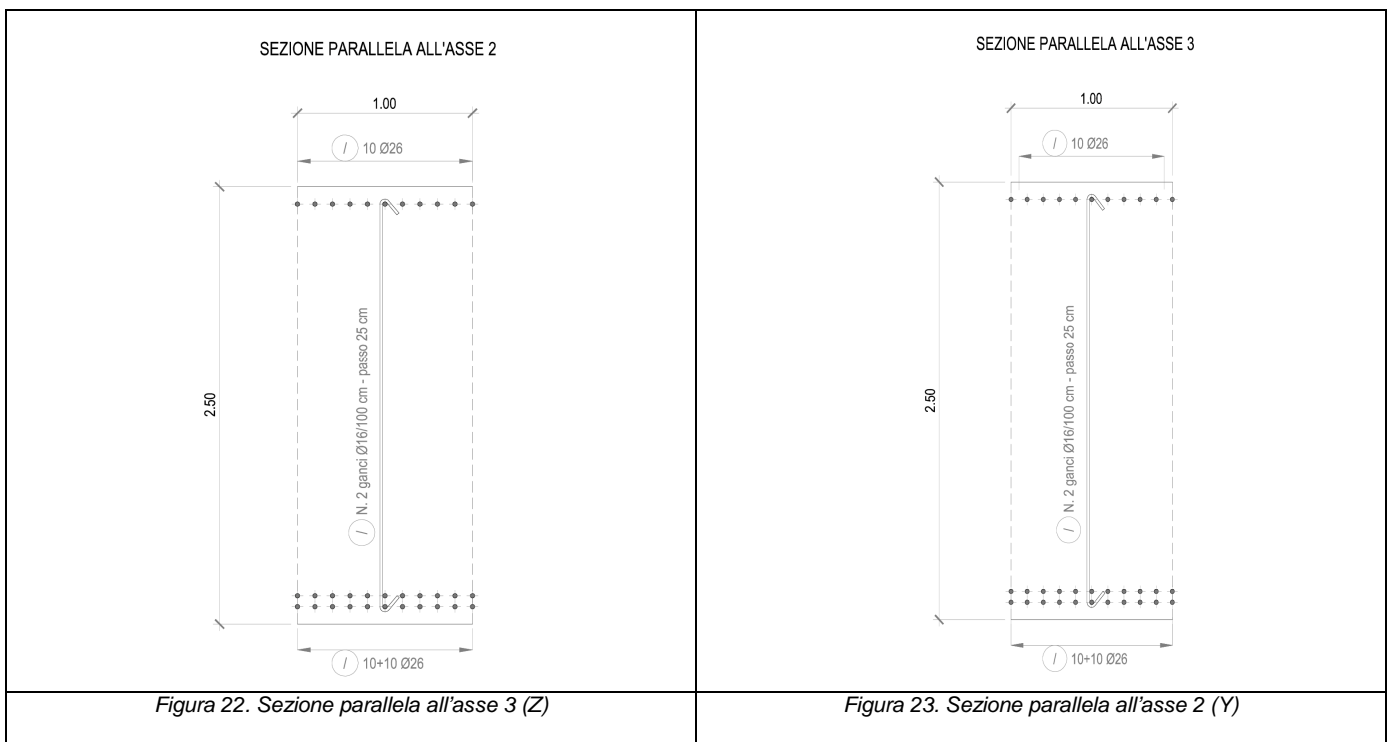 SEZIONE PARALLELA ALL'ASSE 2
1.00
/ 10 Ø26
2.50
/ N. 2 ganci Ø16/100 cm - passo 25 cm
/ 10+10 Ø26
Figura 22. Sezione parallela all'asse 3 (Z)
SEZIONE PARALLELA ALL'ASSE 3
1.00
/ 10 Ø26
2.50
/ N. 2 ganci Ø16/100 cm - passo 25 cm
/ 10+10 Ø26
Figura 23. Sezione parallela all'asse 2 (Y)